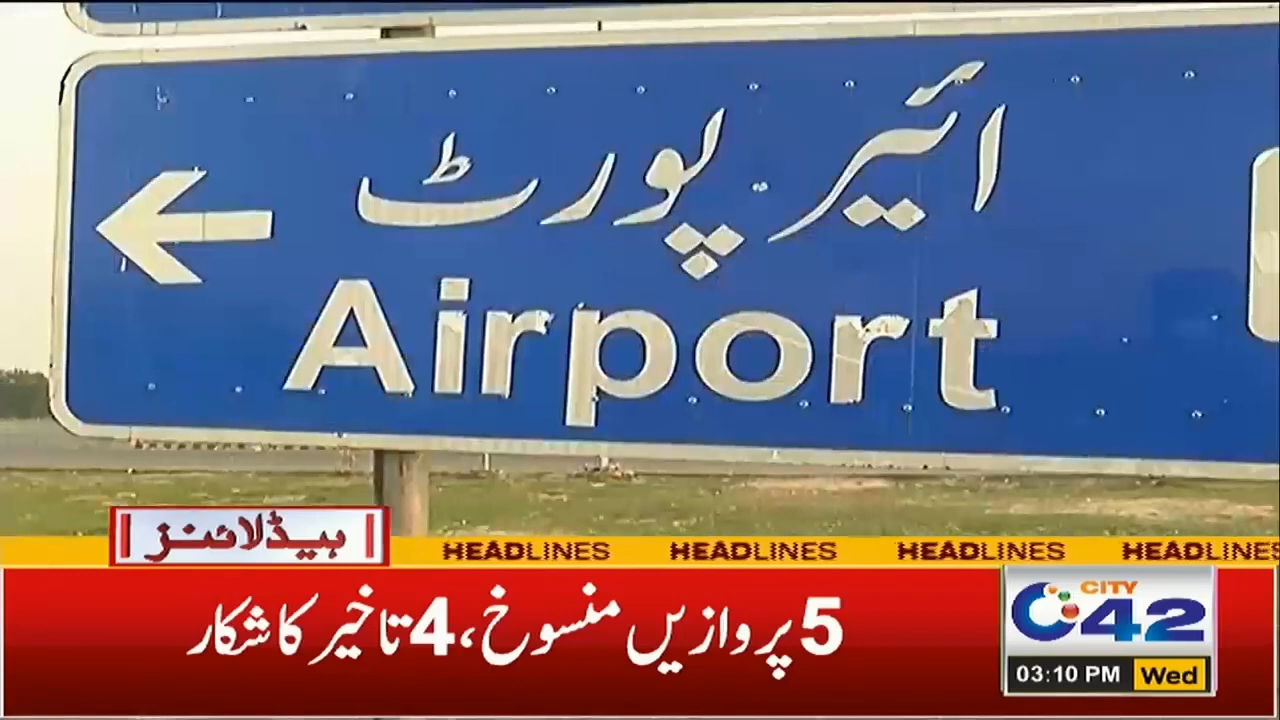 ائیر پورٹ
Airport
ہیڈلائنز
HEADLINES HEADLINES HEADLINES HEADLINES
5 پروازیں منسوخ، 4 تاخیر کا شکار
CITY
42
03:10 PM Wed